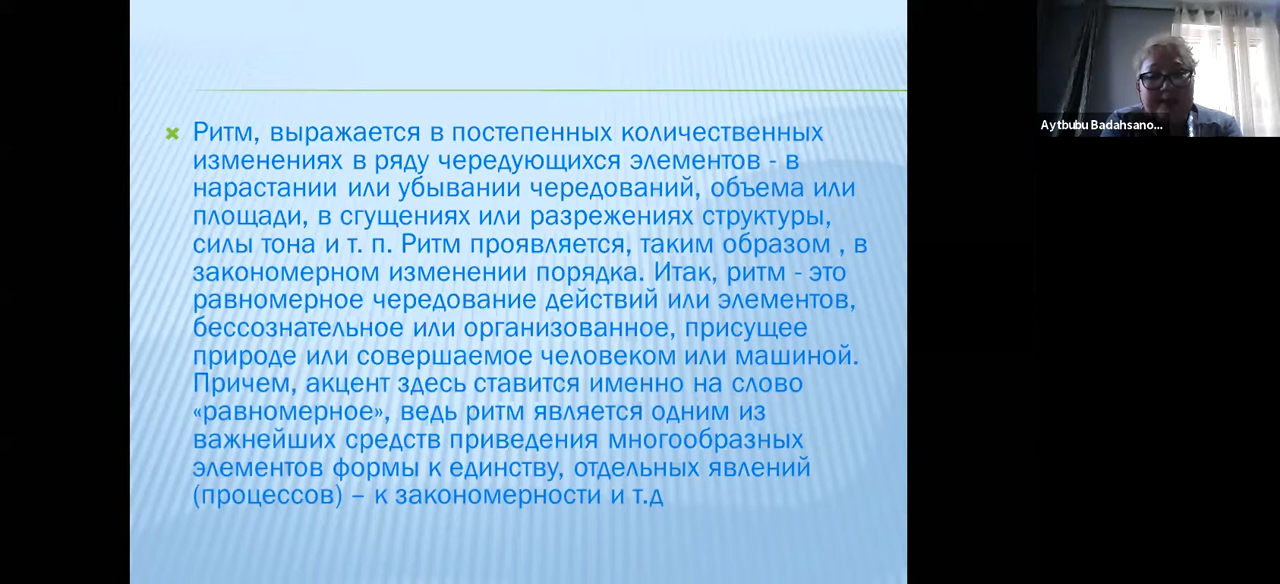 Ритм, выражается в постепенных количественных
изменениях в ряду чередующихся элементов - в
нарастании или убывании чередований, объема или
площади, в сгущениях или разрежениях структуры,
силы тона и т. п. Ритм проявляется, таким образом , в
закономерном изменении порядка. Итак, ритм - это
равномерное чередование действий или элементов,
бессознательное или организованное, присущее
природе или совершаемое человеком или машиной.
Причем, акцент здесь ставится именно на слово
«равномерное», ведь ритм является одним из
важнейших средств приведения многообразных
элементов формы к единству, отдельных явлений
(процессов) – к закономерности и т.д
Aytbubu Badahsano...